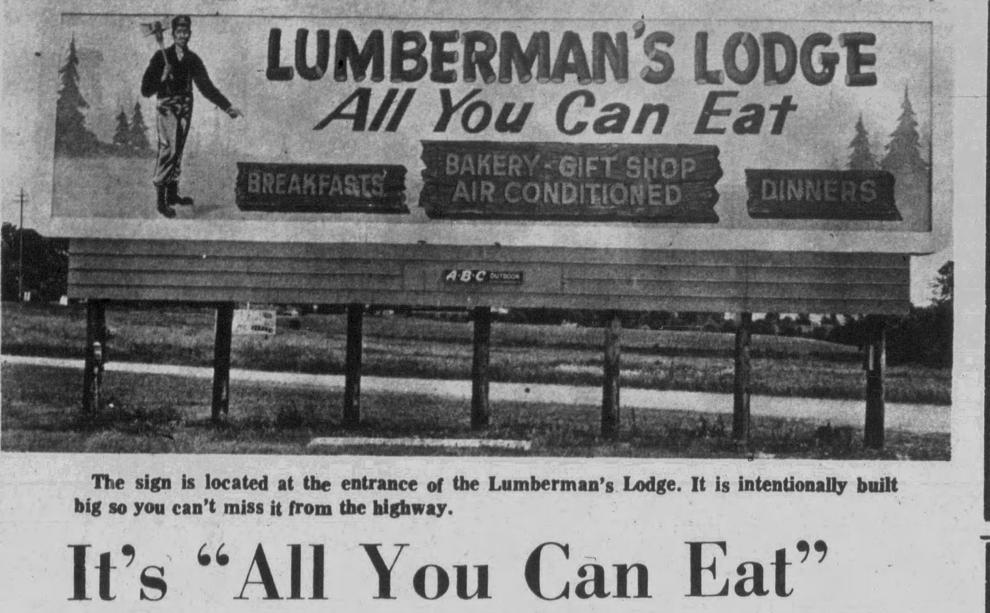 LUMBERMAN'S LODGE
All You Can Eat
BREAKFASTS
BAKERY - GIFT SHOP
AIR CONDITIONED
DINNERS
A·B·C OUTDOOR
The sign is located at the entrance of the Lumberman's Lodge. It is intentionally built
big so you can't miss it from the highway.
It's “All You Can Eat”